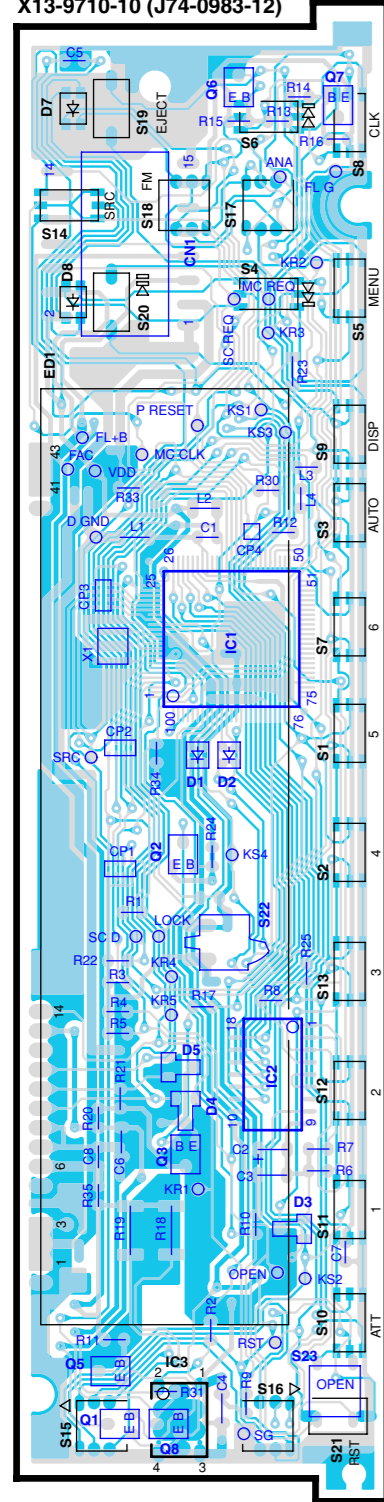 X13-9710-10 (J74-0983-12)
C5
D7
S19
EJECT
Q6
E B
R14
Q7
B E
R15
R13
S6
R16
CLK
S8
14
15
ANA
FL G
FM
SRC
S14
S18
CN1
S17
KR2
S4
MC REQ
MENU
D8
2
S20
1
SC REQ
KR3
S5
ED1
R23
P RESET
KS1
KS3
DISP
S9
43
41
FL+B
FAC
VDD
MC CLK
R33
R30
L3
L4
AUTO
S3
D GND
L1
L2
C1
CP4
R12
26
25
50
51
CP3
X1
IC1
6
S7
1
100
75
76
CP2
SRC
R34
D1
D2
5
S1
CP1
Q2
E B
R24
KS4
4
S2
R1
LOCK
SC D
S22
R22
R3
KR4
R25
3
S13
14
R4
R5
KR5
R17
R8
18
1
IC2
D5
R21
D4
2
S12
R20
10
9
C8
C6
Q3
B E
C2
+
C3
R7
R6
6
R35
KR1
3
1
R19
R18
R10
D3
1
S11
OPEN
KS2
C7
R2
R11
RST
S10
ATT
S23
Q5
E B
IC3
2
1
R31
S16
OPEN
S15
Q1
E B
E B
Q8
C4
R9
SG
S21
RST
4
3